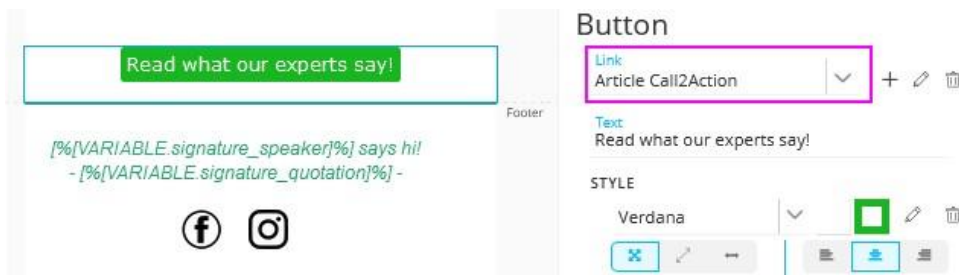 Button
Link
Article Call2Action
Read what our experts say!
Footer
Text
Read what our experts say!
[%[VARIABLE.signature_speaker]%] says hi!
- [%[VARIABLE.signature_quotation]%] -
STYLE
Verdana